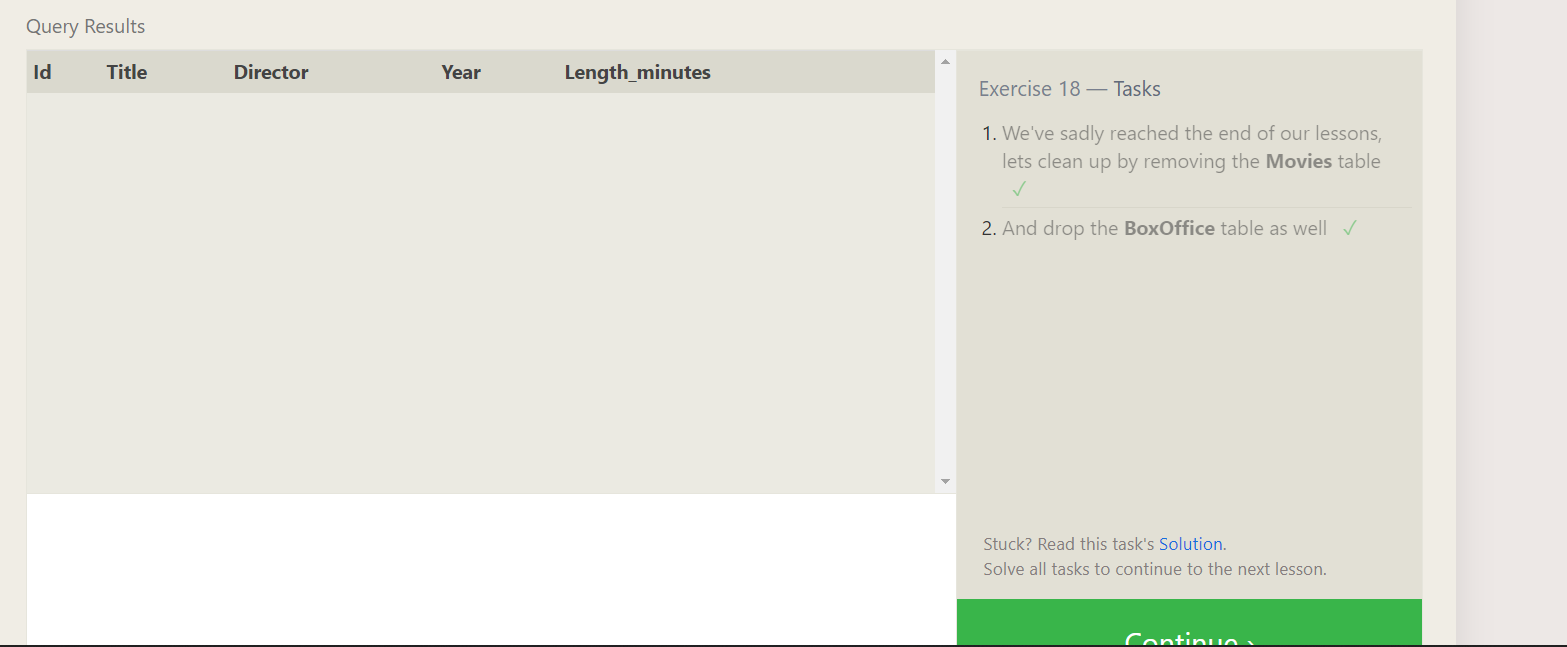 Query Results
Id Title Director Year Length_minutes
Exercise 18 — Tasks
1. We've sadly reached the end of our lessons,
lets clean up by removing the Movies table
✓
2. And drop the BoxOffice table as well ✓
Stuck? Read this task's Solution.
Solve all tasks to continue to the next lesson.
Continue ›